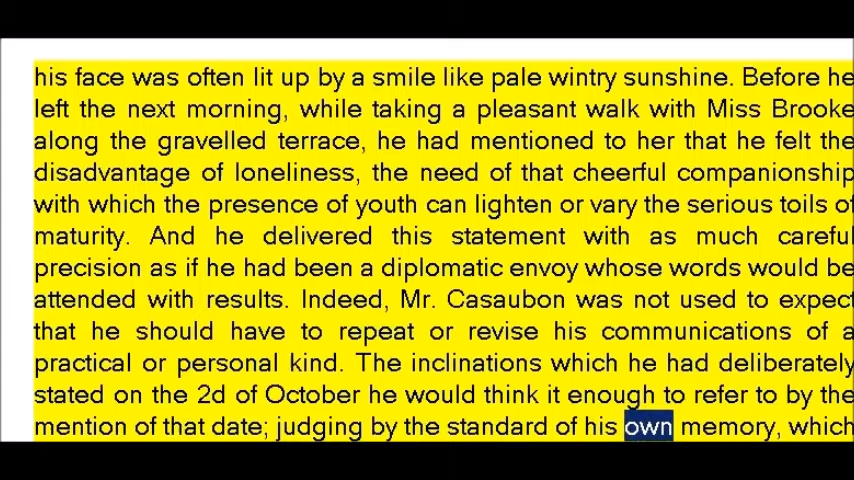 his face was often lit up by a smile like pale wintry sunshine. Before he
left the next morning, while taking a pleasant walk with Miss Brooke
along the gravelled terrace, he had mentioned to her that he felt the
disadvantage of loneliness, the need of that cheerful companionship
with which the presence of youth can lighten or vary the serious toils of
maturity. And he delivered this statement with as much careful
precision as if he had been a diplomatic envoy whose words would be
attended with results. Indeed, Mr. Casaubon was not used to expect
that he should have to repeat or revise his communications of a
practical or personal kind. The inclinations which he had deliberately
stated on the 2d of October he would think it enough to refer to by the
mention of that date; judging by the standard of his own memory, which